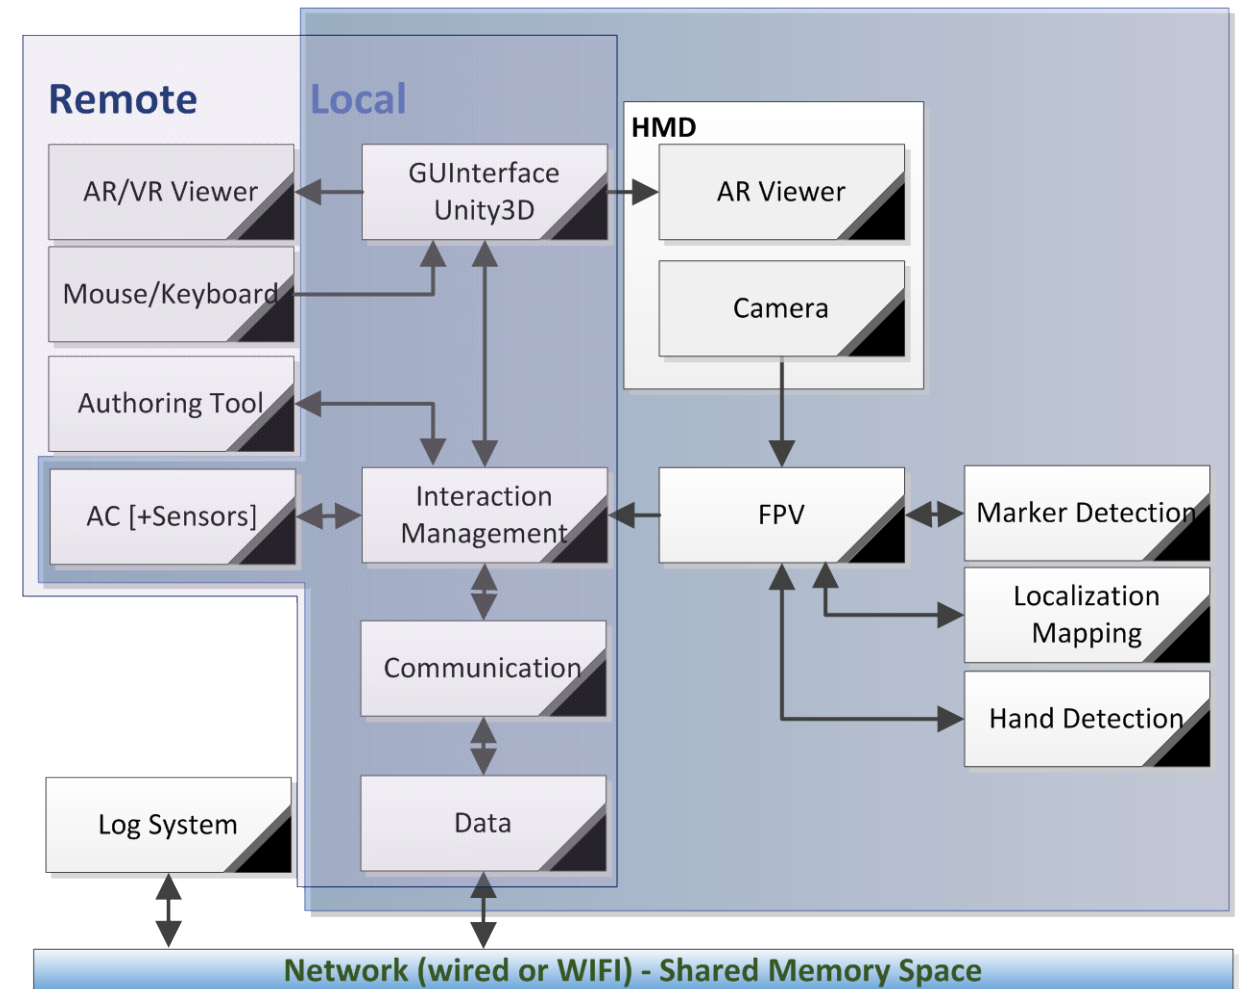 Remote
Local
HMD
AR/VR Viewer
GUInterface
Unity3D
AR Viewer
Mouse/Keyboard
Camera
Authoring Tool
AC [+Sensors]
Interaction
Management
FPV
Marker Detection
Localization
Mapping
Communication
Hand Detection
Log System
Data
Network (wired or WIFI) - Shared Memory Space